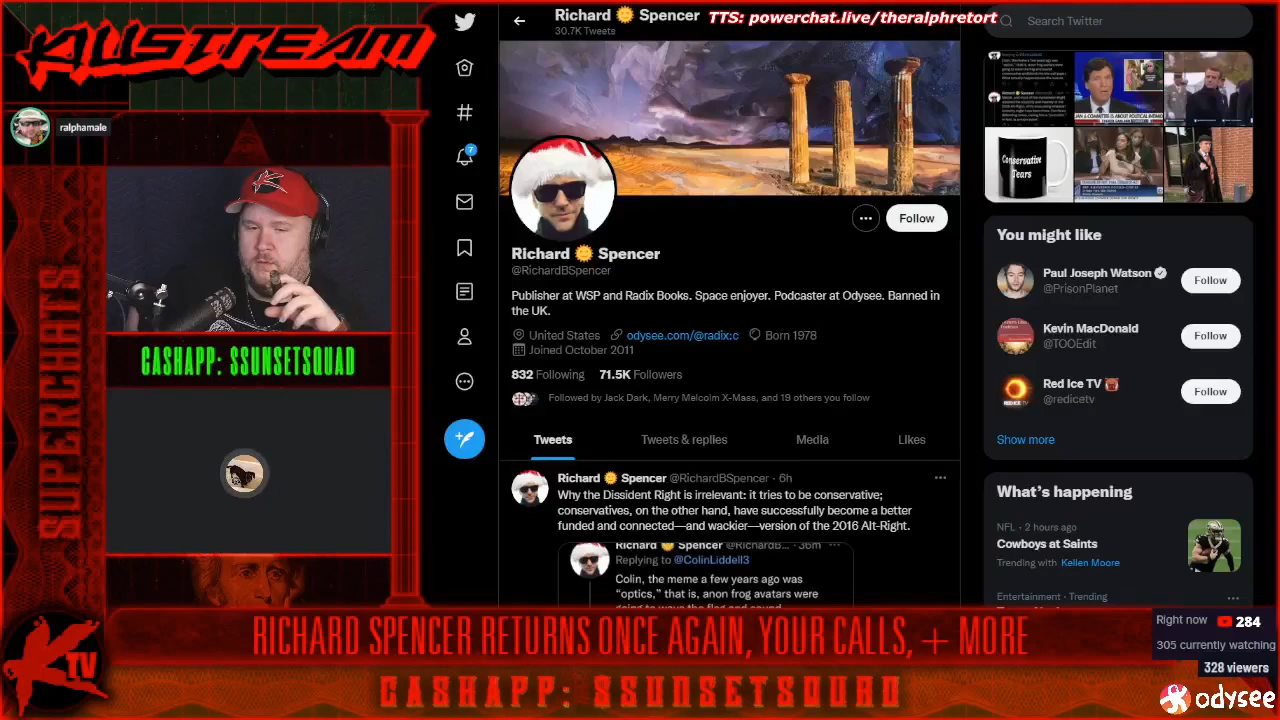 KILLSTREAM
ralphamale
SUPERCHATS
CASHAPP: $SUNSETSQUAD
Richard 🌞 Spencer
30.7K Tweets
TTS: powerchat.live/theralphretort
Search Twitter
7
Follow
Richard 🌞 Spencer
@RichardBSpencer
Publisher at WSP and Radix Books. Space enjoyer. Podcaster at Odysee. Banned in
the UK.
United States odysee.com/@radix:c Born 1978
Joined October 2011
832 Following 71.5K Followers
Followed by Jack Dark, Merry Melcolm X-Mass, and 19 others you follow
Tweets Tweets & replies Media Likes
Richard 🌞 Spencer @RichardBSpencer · 6h
Why the Dissident Right is irrelevant: it tries to be conservative;
conservatives, on the other hand, have successfully become a better
funded and connected—and wackier—version of the 2016 Alt-Right.
Richard 🌞 Spencer @RichardB... · 36m
Replying to @ColinLiddell3
Colin, the meme a few years ago was
“optics,” that is, anon frog avatars were
Conservative
Tears
You might like
Paul Joseph Watson
@PrisonPlanet
Follow
Kevin MacDonald
@TOOEdit
Follow
Red Ice TV
@redicetv
Follow
Show more
What’s happening
NFL · 2 hours ago
Cowboys at Saints
Trending with Kellen Moore
Entertainment · Trending
K TV
RICHARD SPENCER RETURNS ONCE AGAIN, YOUR CALLS, + MORE
CASHAPP: $SUNSETSQUAD
Right now 284
305 currently watching
328 viewers
odysee